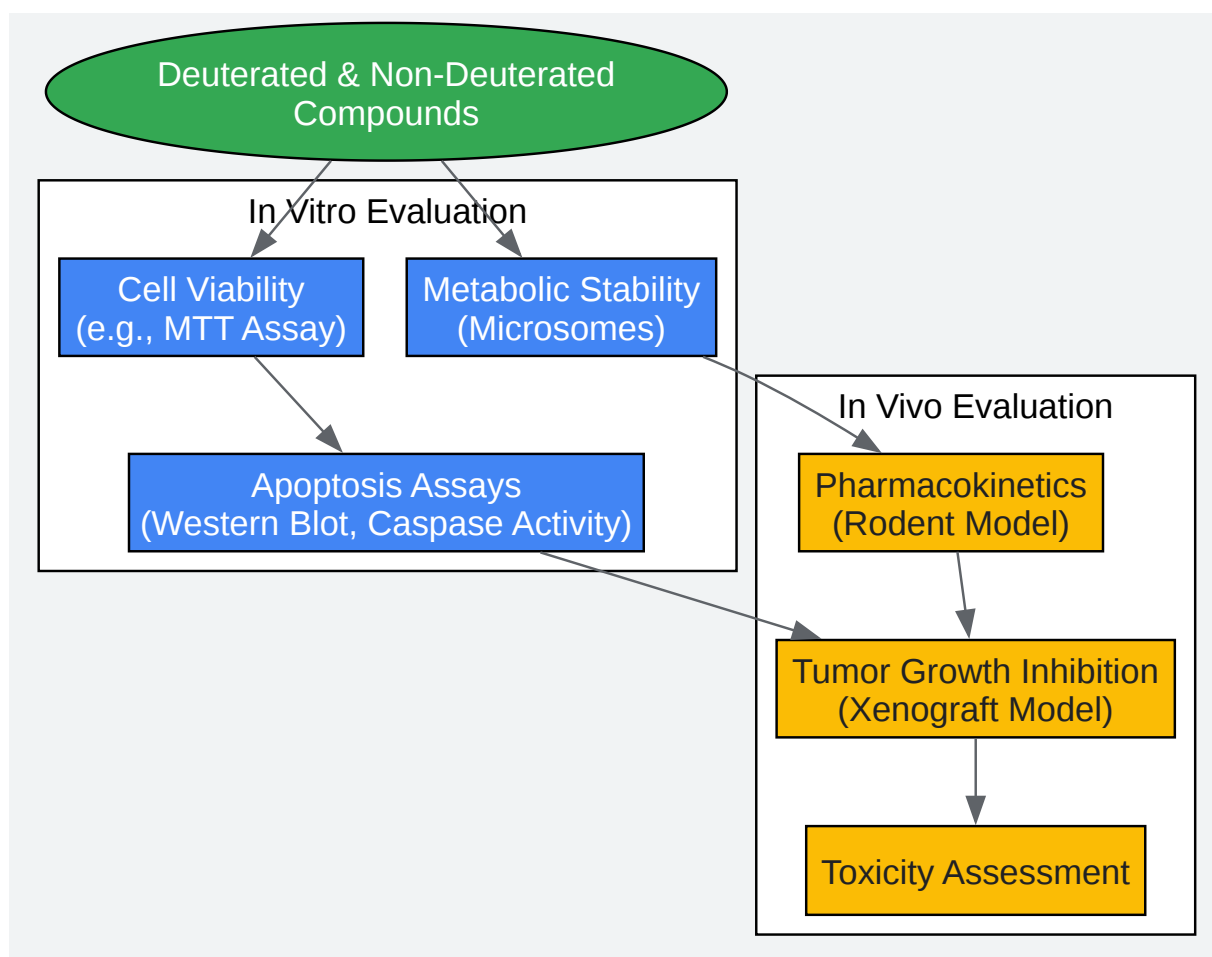 Deuterated & Non-Deuterated
Compounds
In Vitro Evaluation
Cell Viability
(e.g., MTT Assay)
Metabolic Stability
(Microsomes)
Apoptosis Assays
(Western Blot, Caspase Activity)
In Vivo Evaluation
Pharmacokinetics
(Rodent Model)
Tumor Growth Inhibition
(Xenograft Model)
Toxicity Assessment